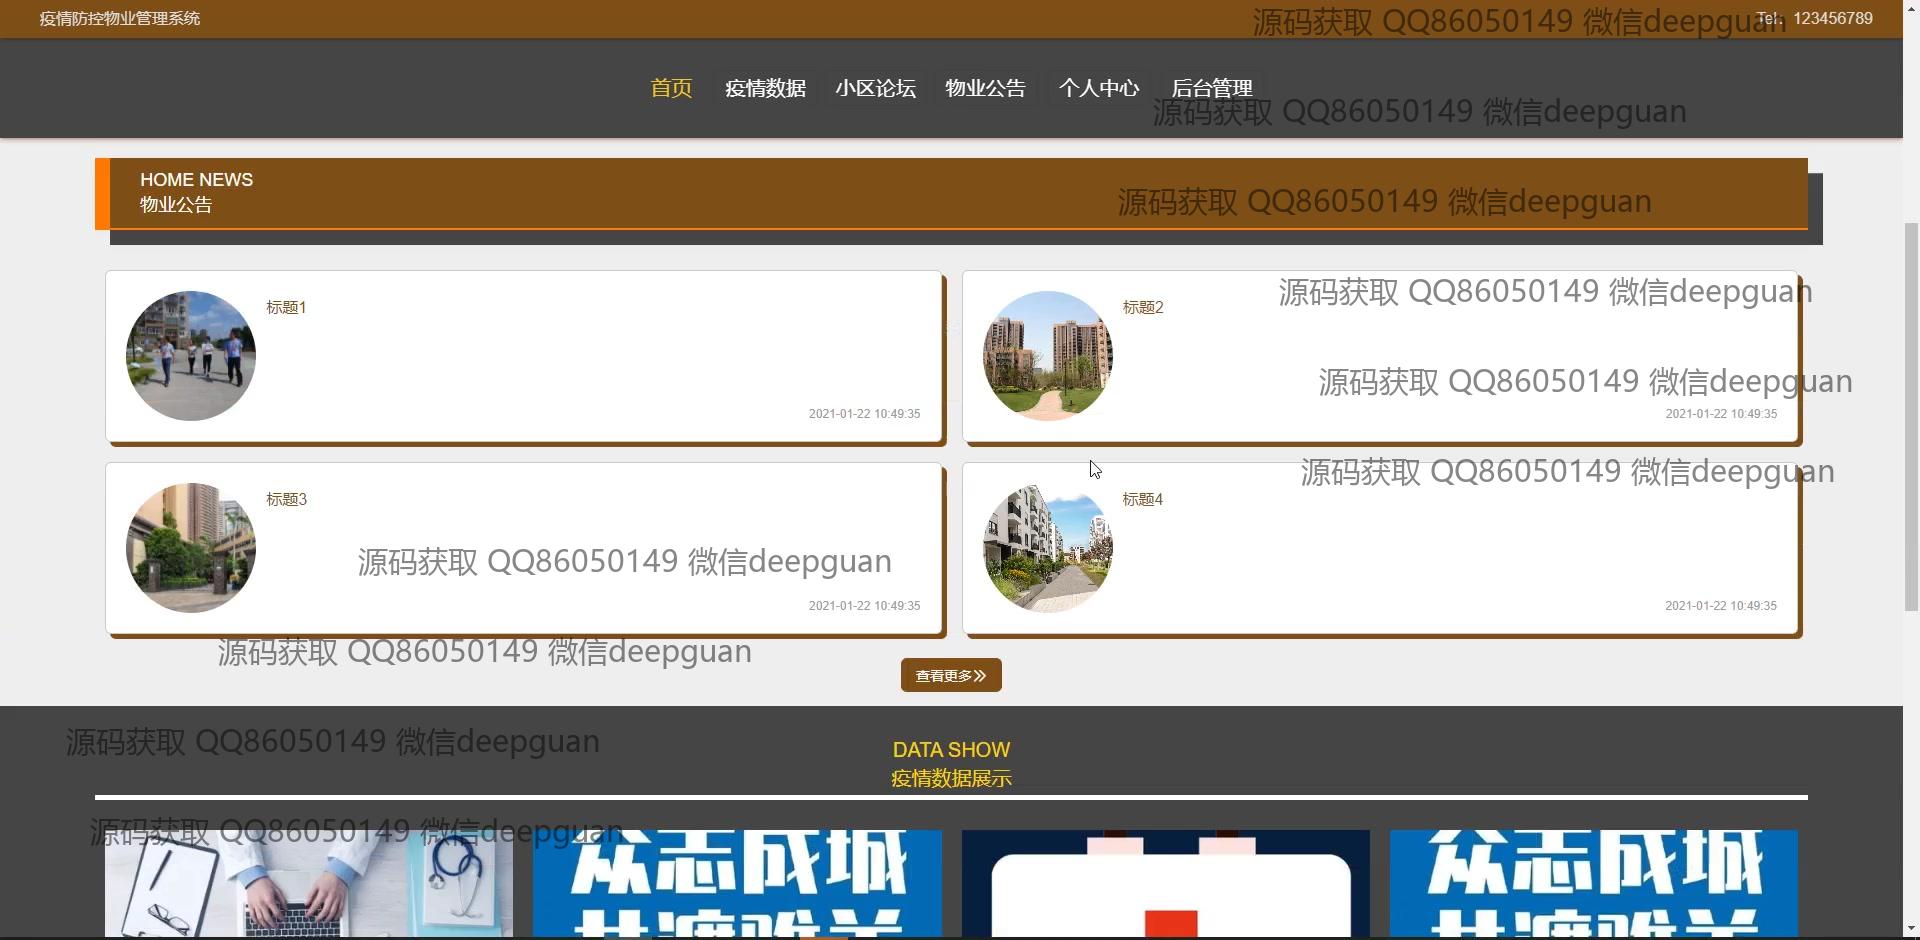 疫情防控物业管理系统
源码获取 QQ86050149 微信deepguan
Tel：123456789
首页 疫情数据 小区论坛 物业公告 个人中心 后台管理
源码获取 QQ86050149 微信deepguan
HOME NEWS
物业公告
源码获取 QQ86050149 微信deepguan
标题1
2021-01-22 10:49:35
标题2
源码获取 QQ86050149 微信deepguan
源码获取 QQ86050149 微信deepguan
2021-01-22 10:49:35
标题3
源码获取 QQ86050149 微信deepguan
2021-01-22 10:49:35
源码获取 QQ86050149 微信deepguan
标题4
2021-01-22 10:49:35
源码获取 QQ86050149 微信deepguan
查看更多
源码获取 QQ86050149 微信deepguan
DATA SHOW
疫情数据展示
源码获取 QQ86050149 微信deepguan
众志成城
共渡难关
众志成城
共渡难关